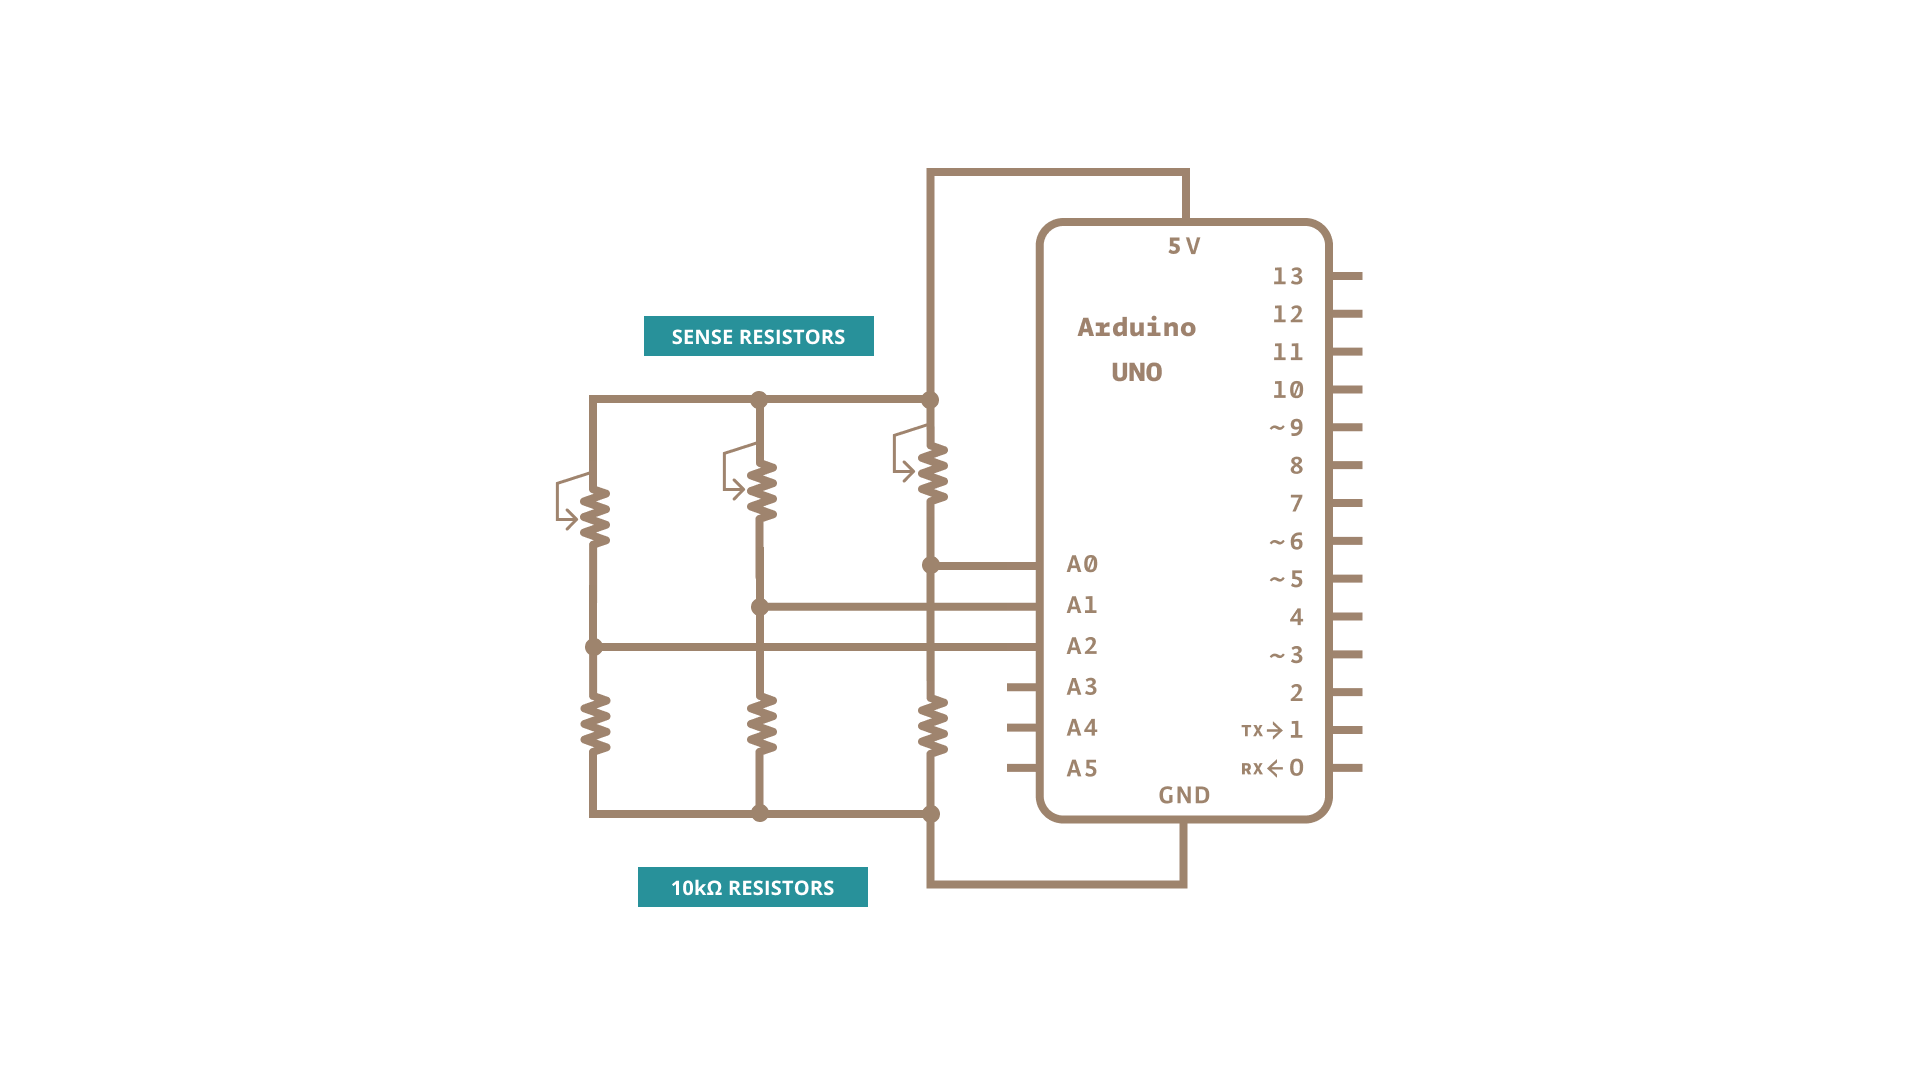 5V
13
Arduino
UNO
12
11
10
~9
8
7
~6
~5
4
~3
2
TX→1
RX←0
SENSE RESISTORS
A0
A1
A2
A3
A4
A5
GND
10kΩ RESISTORS